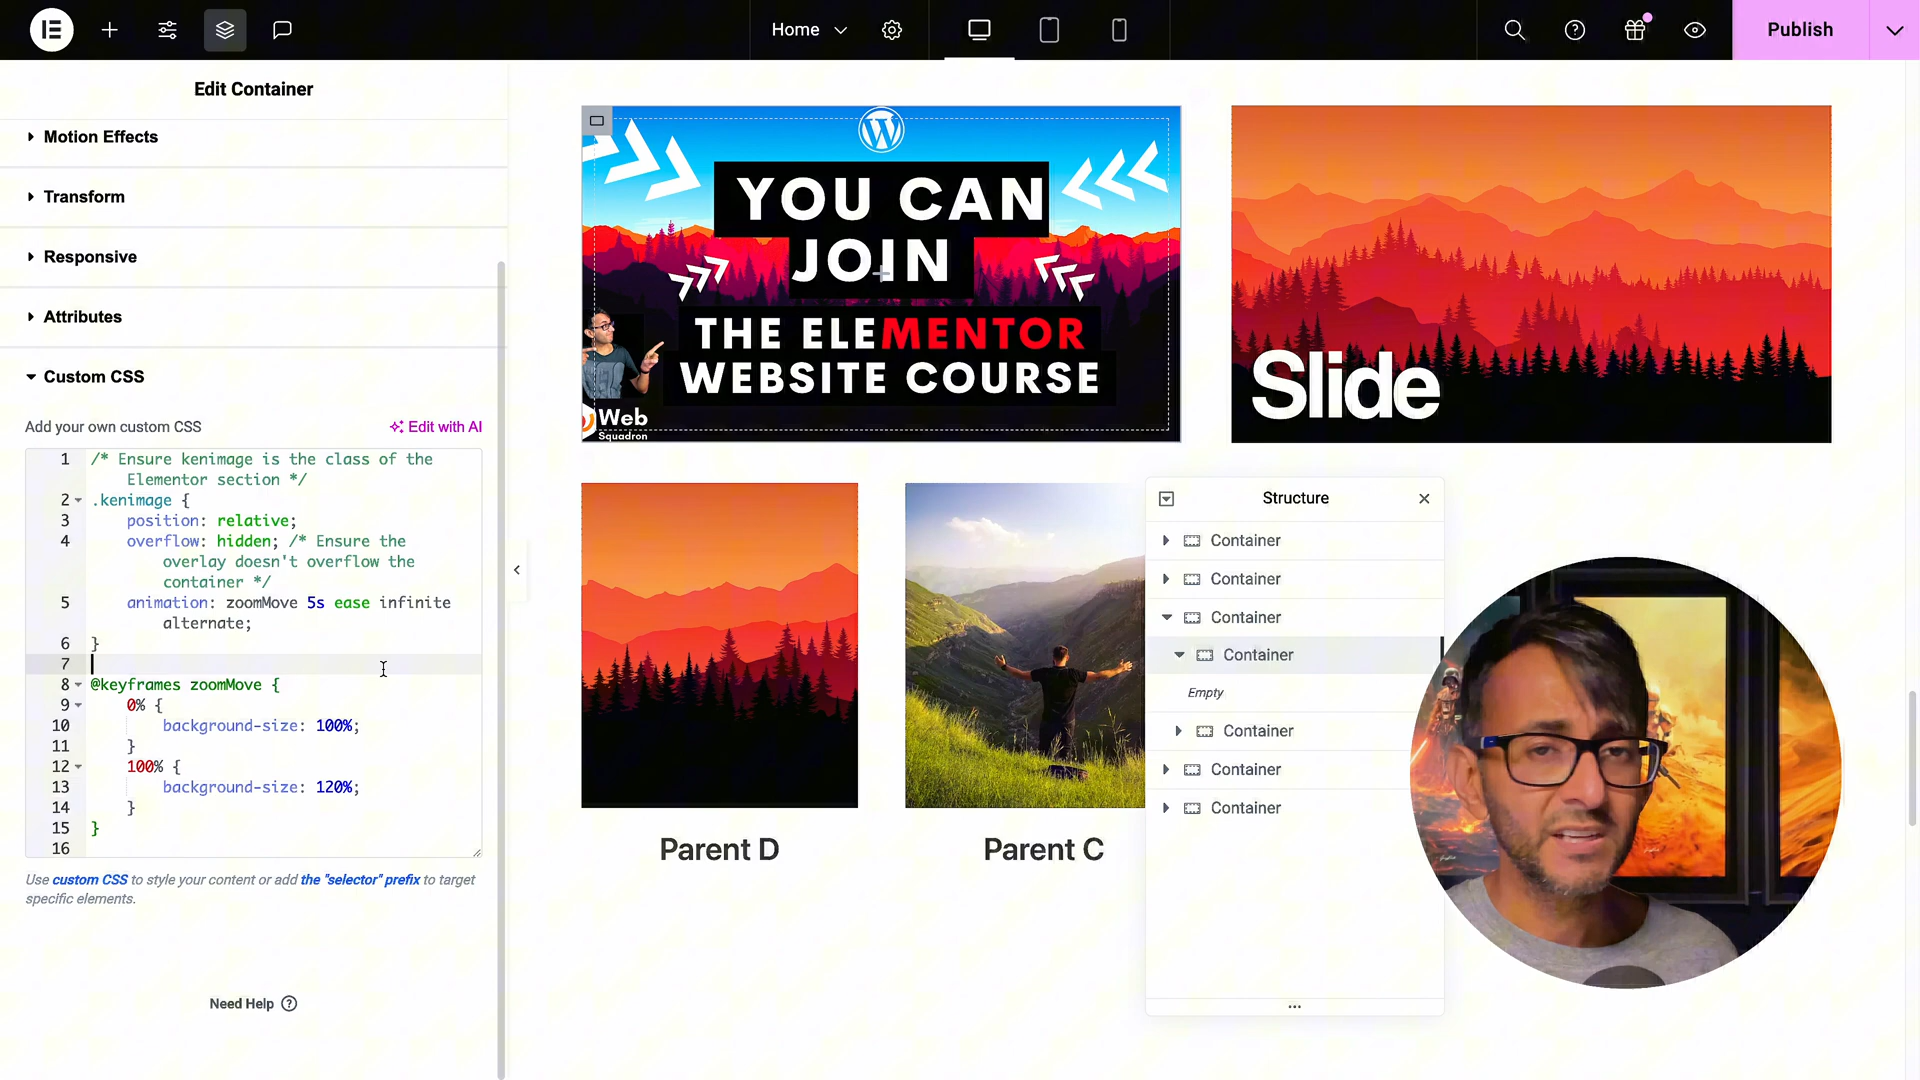 Home
Publish
Edit Container
Motion Effects
Transform
Responsive
Attributes
Custom CSS
Add your own custom CSS
Edit with AI
1 /* Ensure kenimage is the class of the
Elementor section */
2 .kenimage {
3 position: relative;
4 overflow: hidden; /* Ensure the
overlay doesn't overflow the
container */
5 animation: zoomMove 5s ease infinite
alternate;
6 }
7
8 @keyframes zoomMove {
9 0% {
10 background-size: 100%;
11 }
12 100% {
13 background-size: 120%;
14 }
15 }
16
Use custom CSS to style your content or add the "selector" prefix to target
specific elements.
Need Help
YOU CAN
JOIN
THE ELEMENTOR
WEBSITE COURSE
Web
Squadron
Slide
Parent D
Parent C
Structure
Container
Container
Container
Container
Empty
Container
Container
Container